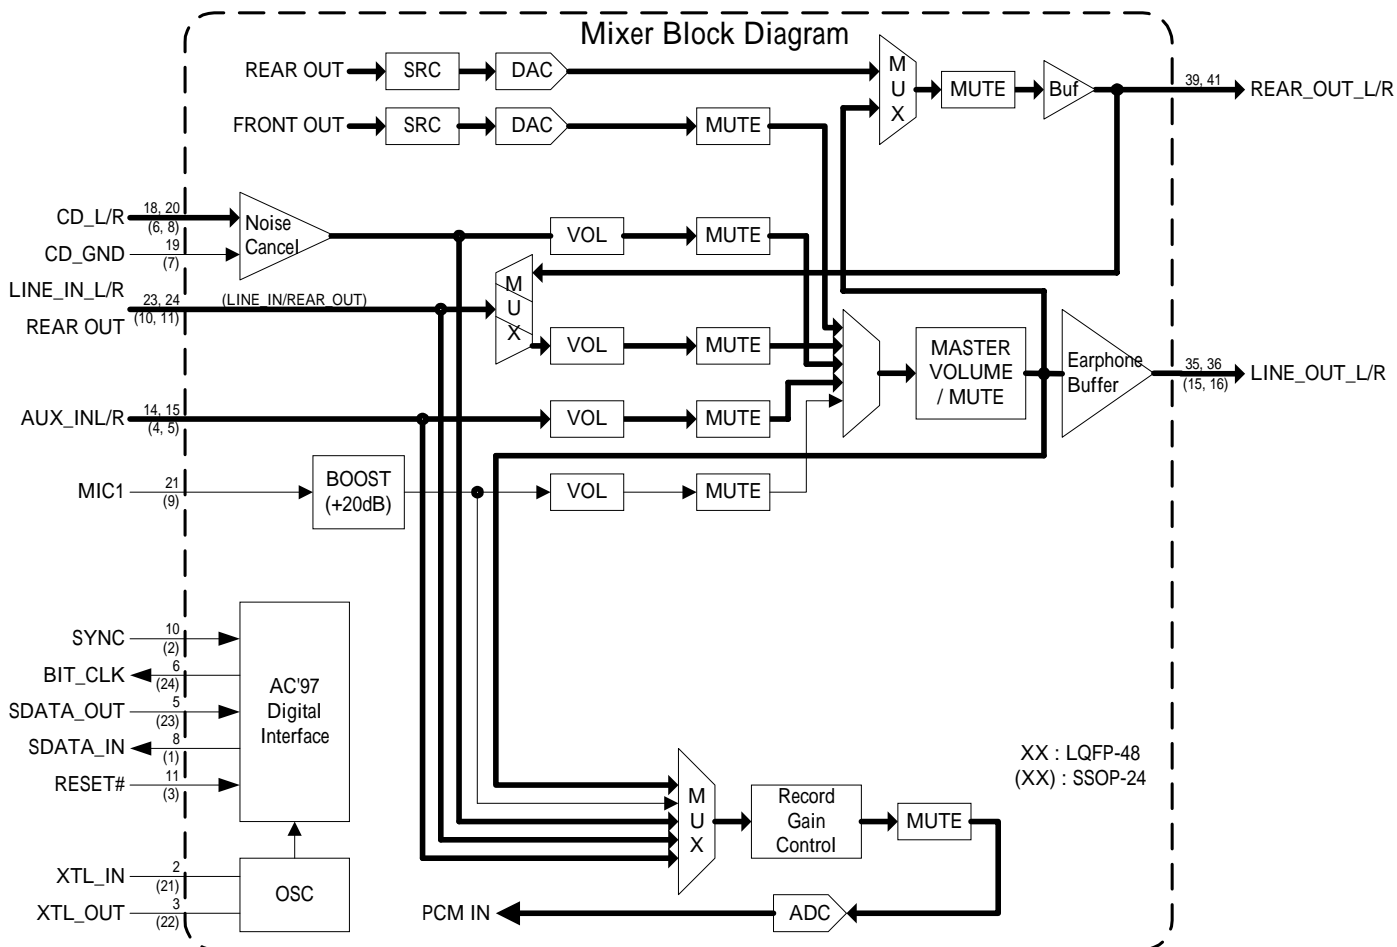 Mixer Block Diagram
REAR OUT
SRC
DAC
M
U
X
MUTE
Buf
39, 41
REAR_OUT_L/R
FRONT OUT
SRC
DAC
MUTE
CD_L/R
18, 20
(6, 8)
Noise
Cancel
CD_GND
19
(7)
VOL
MUTE
LINE_IN_L/R
23, 24
(10, 11)
(LINE_IN/REAR_OUT)
REAR OUT
M
U
X
VOL
MUTE
MASTER
VOLUME
/ MUTE
Earphone
Buffer
35, 36
(15, 16)
LINE_OUT_L/R
AUX_INL/R
14, 15
(4, 5)
VOL
MUTE
MIC1
21
(9)
BOOST
(+20dB)
VOL
MUTE
SYNC
10
(2)
BIT_CLK
6
(24)
SDATA_OUT
5
(23)
SDATA_IN
8
(1)
RESET#
11
(3)
AC'97
Digital
Interface
XX : LQFP-48
(XX) : SSOP-24
M
U
X
Record
Gain
Control
MUTE
XTL_IN
2
(21)
XTL_OUT
3
(22)
OSC
PCM IN
ADC